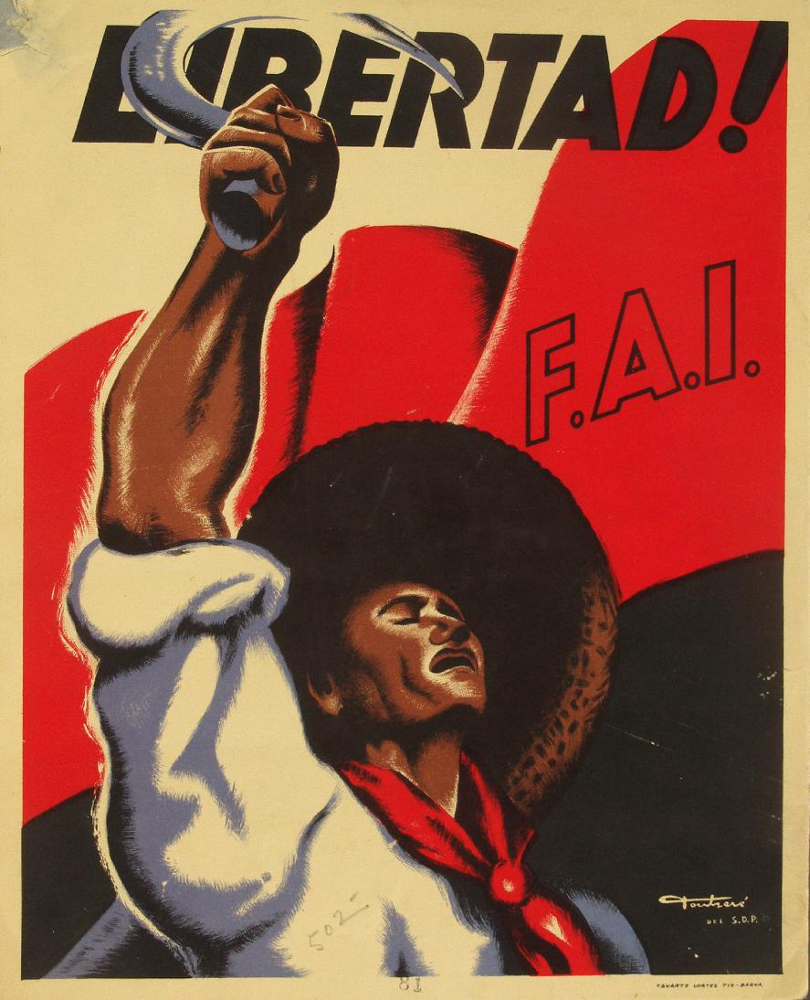 LIBERTAD!
F.A.I.
Fontseré
DEL S.D.P.
502-
81